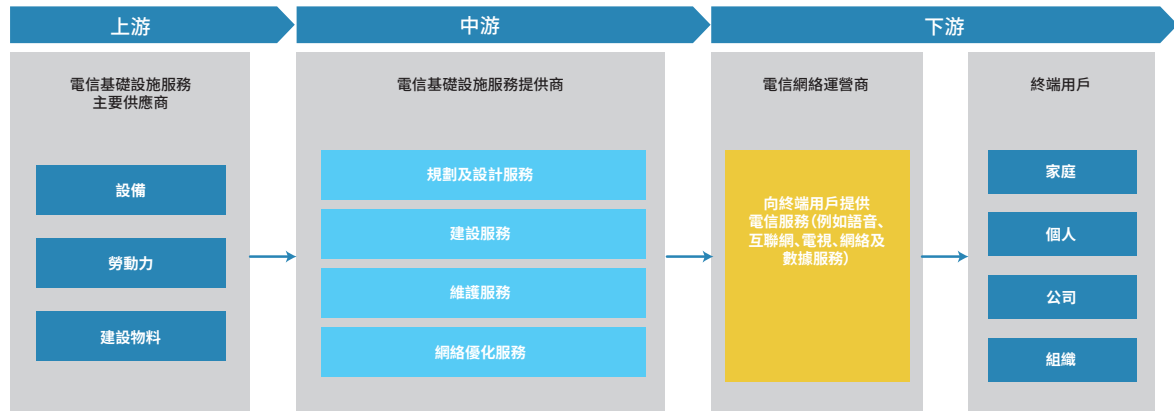 上游
中游
下游
電信基礎設施服務
主要供應商
設備
勞動力
建設物料
電信基礎設施服務提供商
規劃及設計服務
建設服務
維護服務
網絡優化服務
電信網絡運營商
向終端用戶提供
電信服務(例如語音、
互聯網、電視、網絡及
數據服務)
終端用戶
家庭
個人
公司
組織